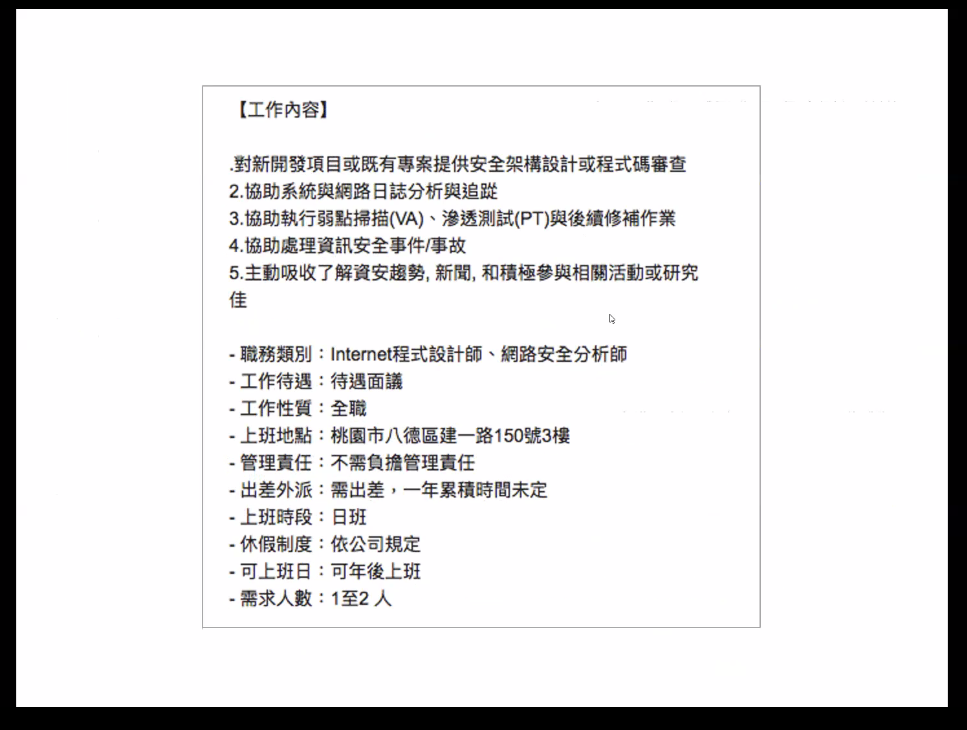 【工作內容】
.對新開發項目或既有專案提供安全架構設計或程式碼審查
2.協助系統與網路日誌分析與追蹤
3.協助執行弱點掃描(VA)、滲透測試(PT)與後續修補作業
4.協助處理資訊安全事件/事故
5.主動吸收了解資安趨勢, 新聞, 和積極參與相關活動或研究
佳
- 職務類別：Internet程式設計師、網路安全分析師
- 工作待遇：待遇面議
- 工作性質：全職
- 上班地點：桃園市八德區建一路150號3樓
- 管理責任：不需負擔管理責任
- 出差外派：需出差，一年累積時間未定
- 上班時段：日班
- 休假制度：依公司規定
- 可上班日：可年後上班
- 需求人數：1至2 人